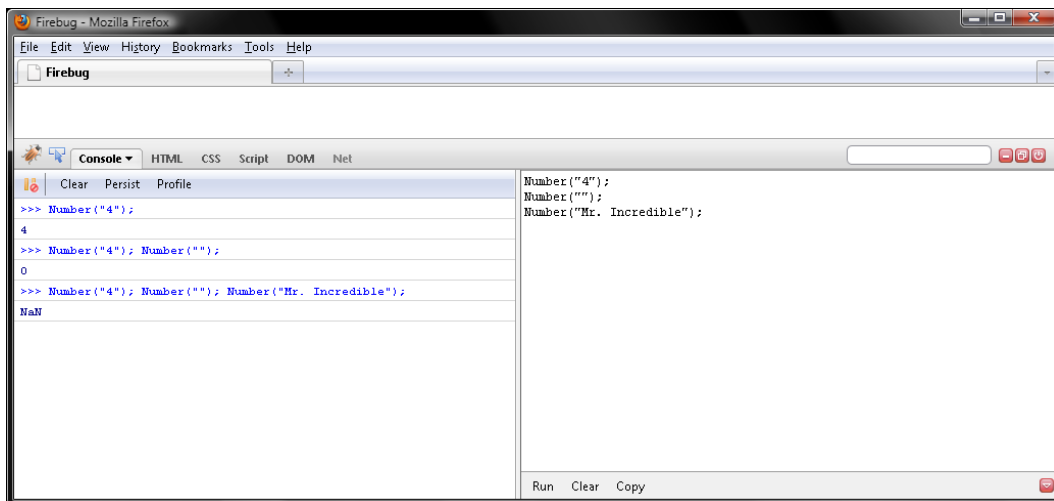 Firebug - Mozilla Firefox
File Edit View History Bookmarks Tools Help
Firebug
Console HTML CSS Script DOM Net
Clear Persist Profile
>>> Number("4");
4
>>> Number("4"); Number("");
0
>>> Number("4"); Number(""); Number("Mr. Incredible");
NaN
Number("4");
Number("");
Number("Mr. Incredible");
Run Clear Copy